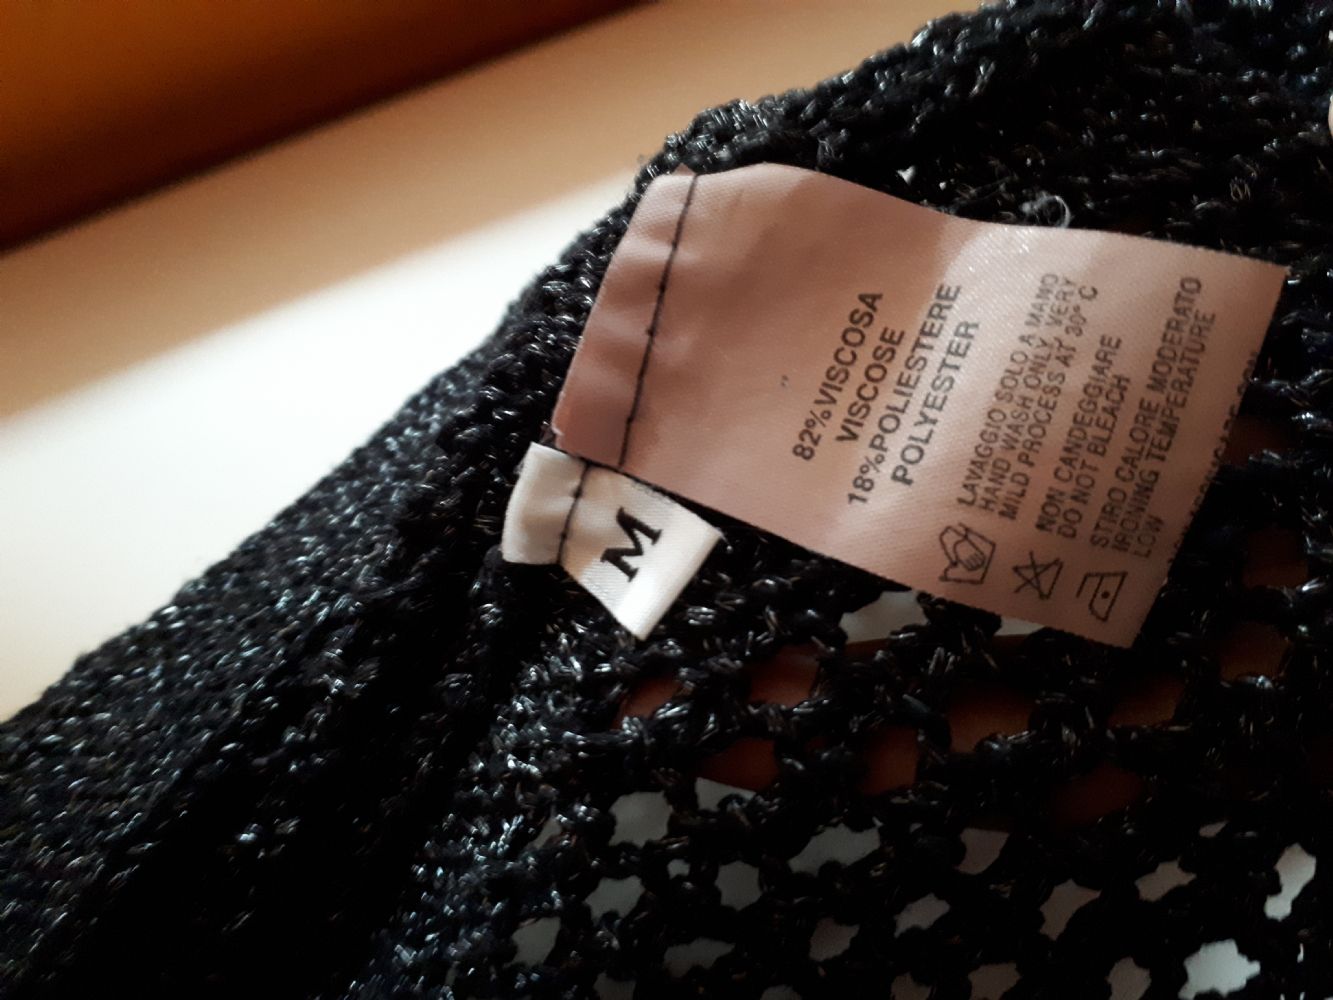 82%VISCOSA
VISCOSE
18%POLIESTERE
POLYESTER
LAVAGGIO SOLO A MANO
HAND WASH ONLY VERY
MILD PROCESS AT 30° C
NON CANDEGGIARE
DO NOT BLEACH
STIRO CALORE MODERATO
IRONING TEMPERATURE
LOW
M